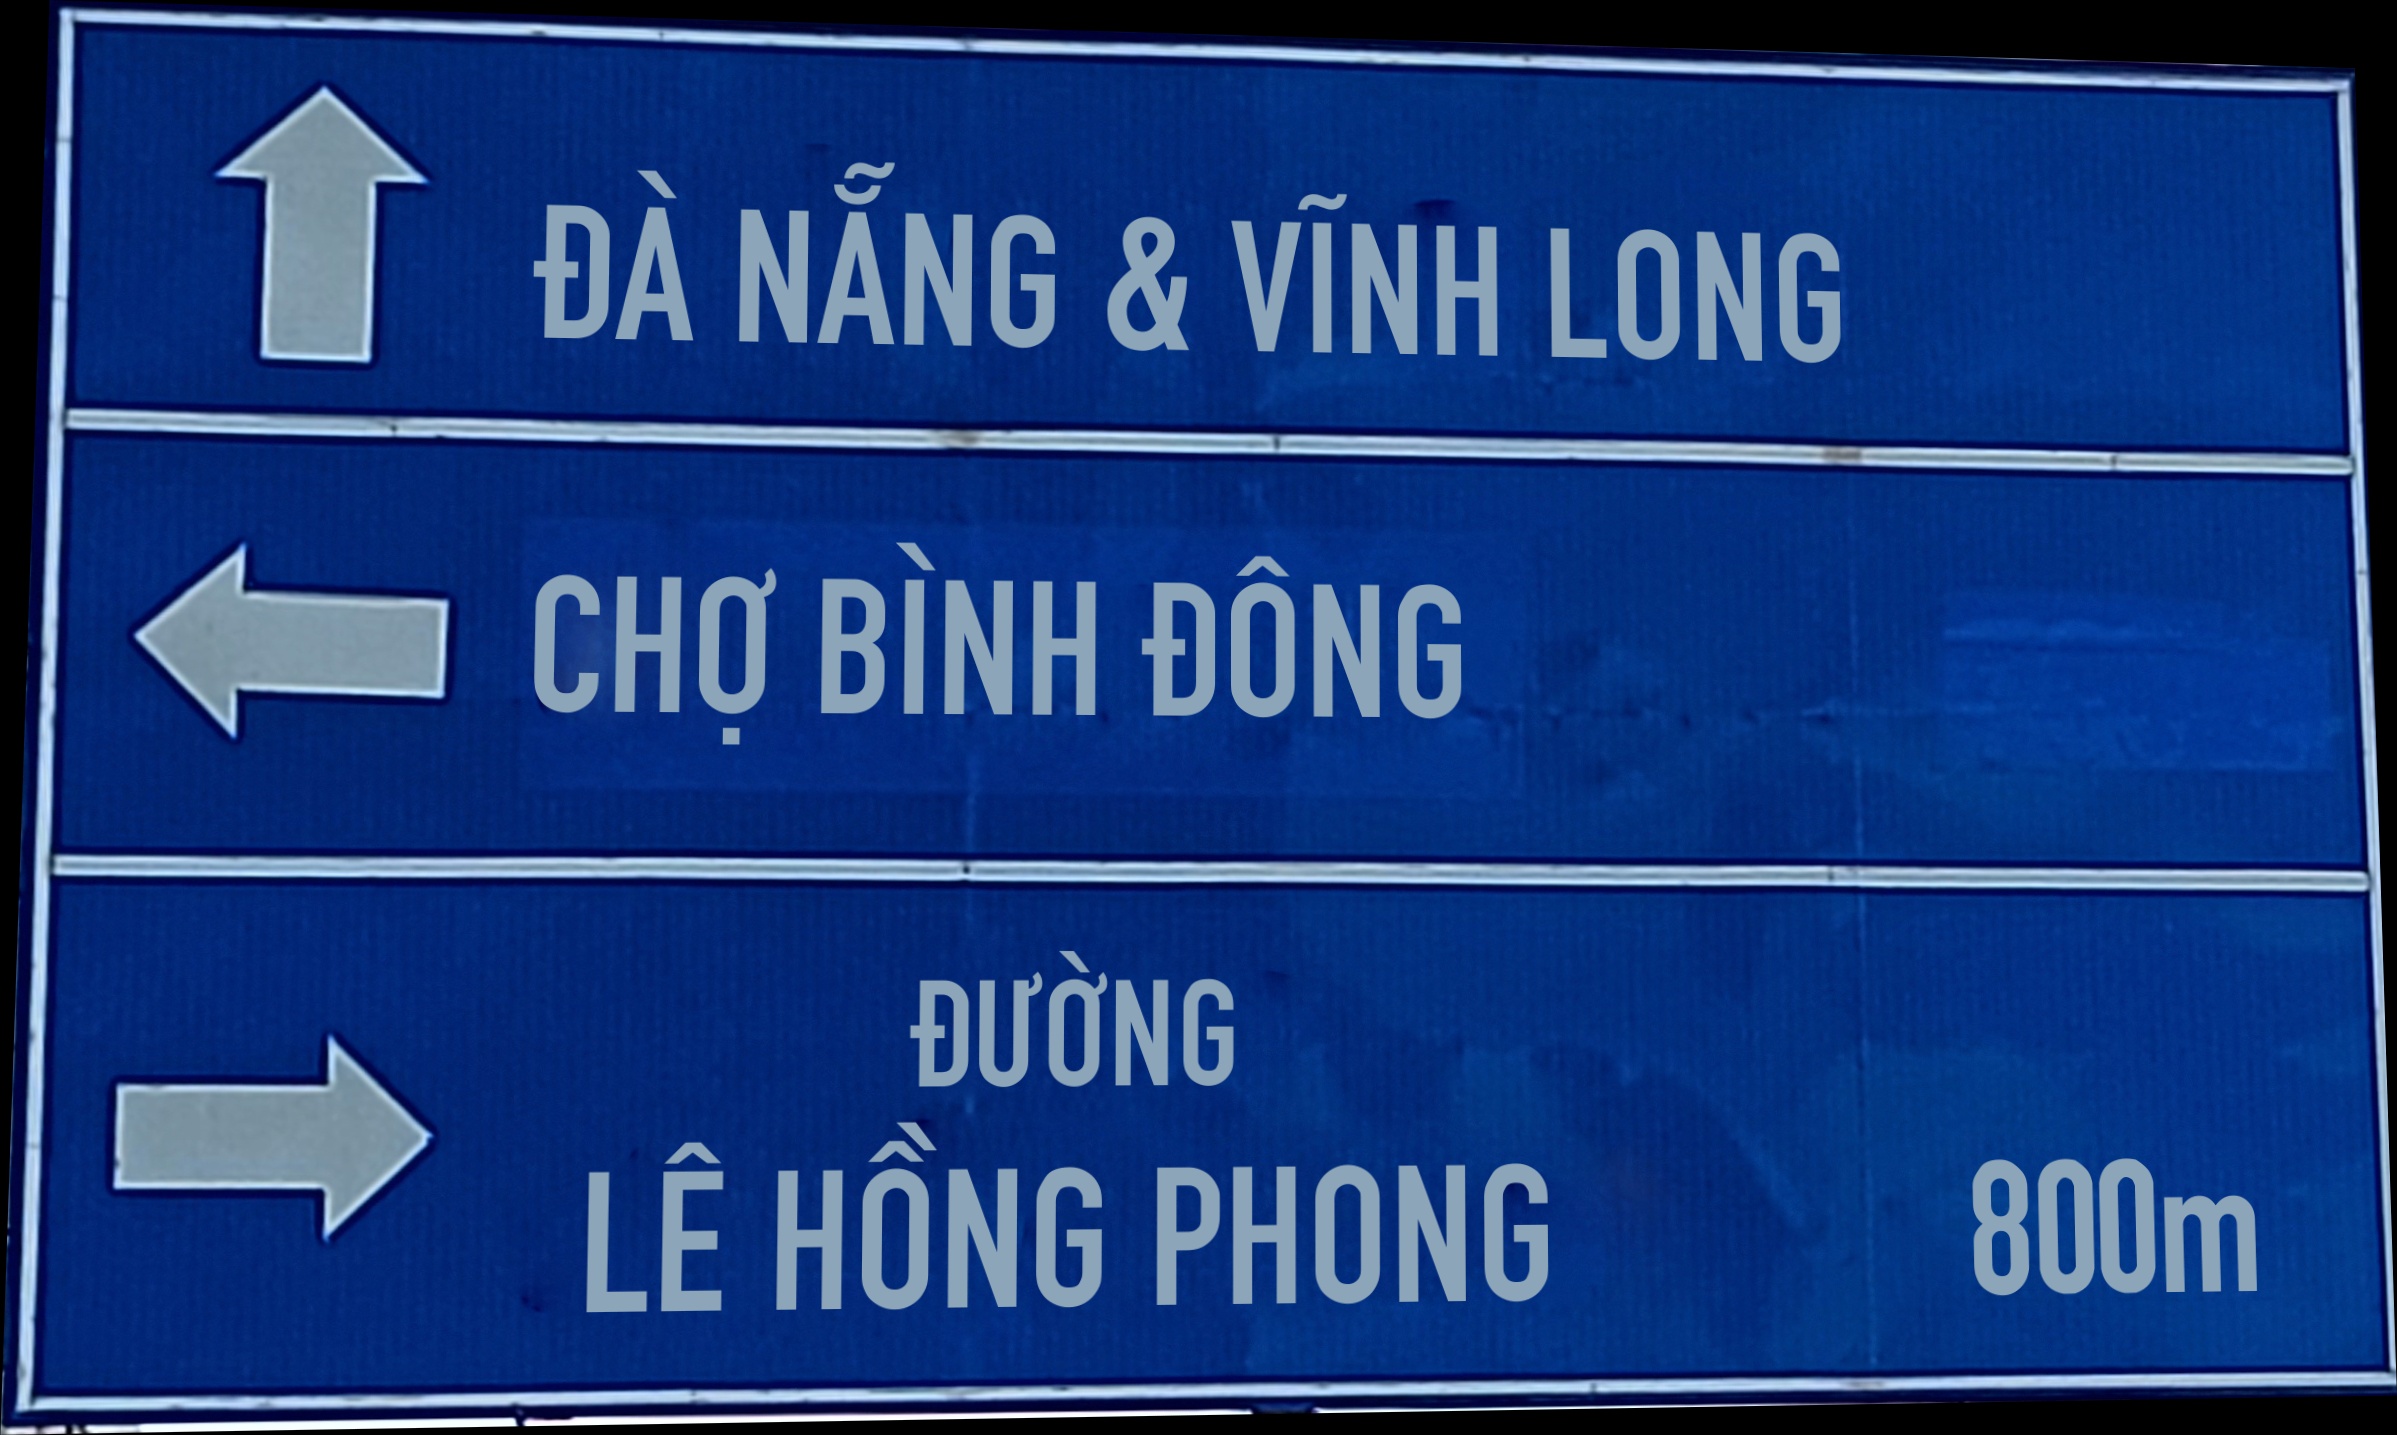 ĐÀ NẴNG & VĨNH LONG
CHỢ BÌNH ĐÔNG
ĐƯỜNG
LÊ HỒNG PHONG 800m